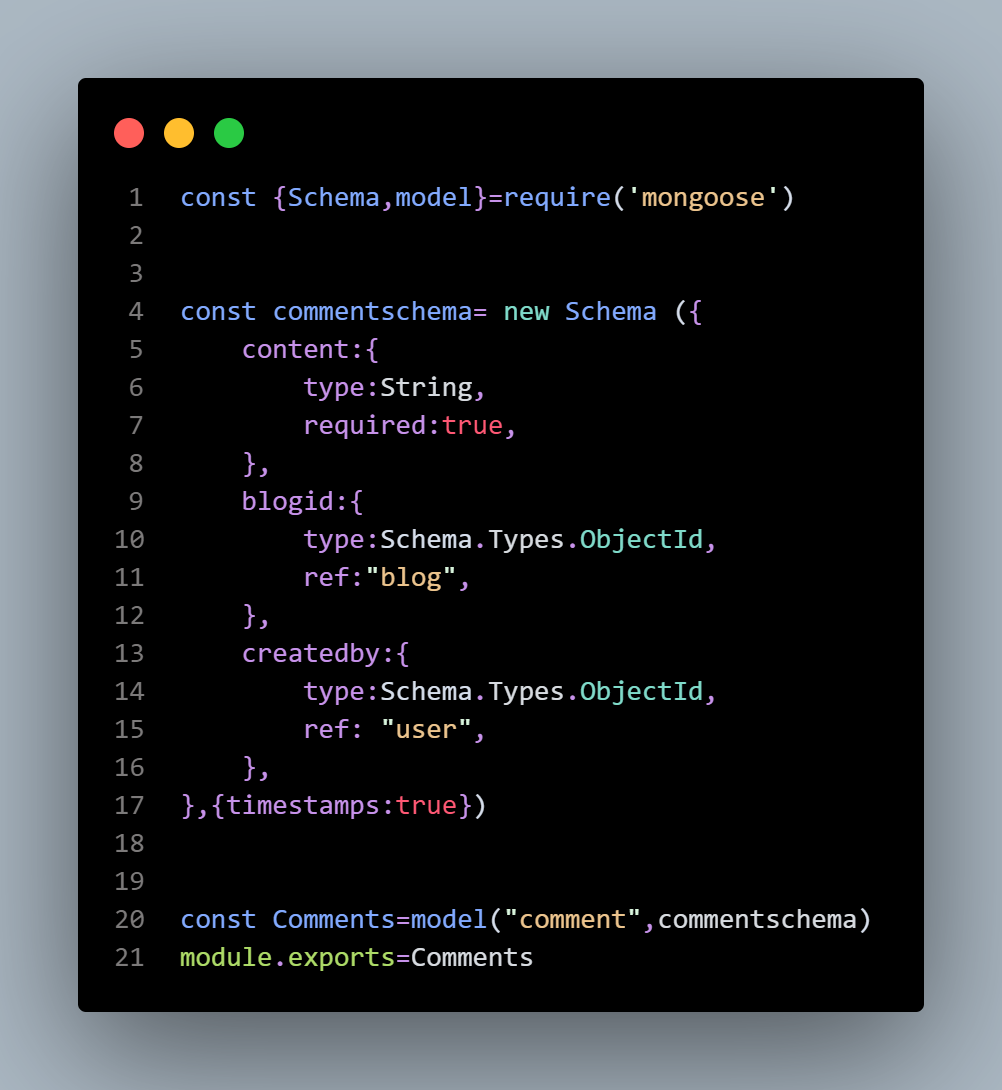 1 const {Schema,model}=require('mongoose')
2
3
4 const commentschema= new Schema ({
5     content:{
6         type:String,
7         required:true,
8     },
9     blogid:{
10         type:Schema.Types.ObjectId,
11         ref:"blog",
12     },
13     createdby:{
14         type:Schema.Types.ObjectId,
15         ref: "user",
16     },
17 },{timestamps:true})
18
19
20 const Comments=model("comment",commentschema)
21 module.exports=Comments